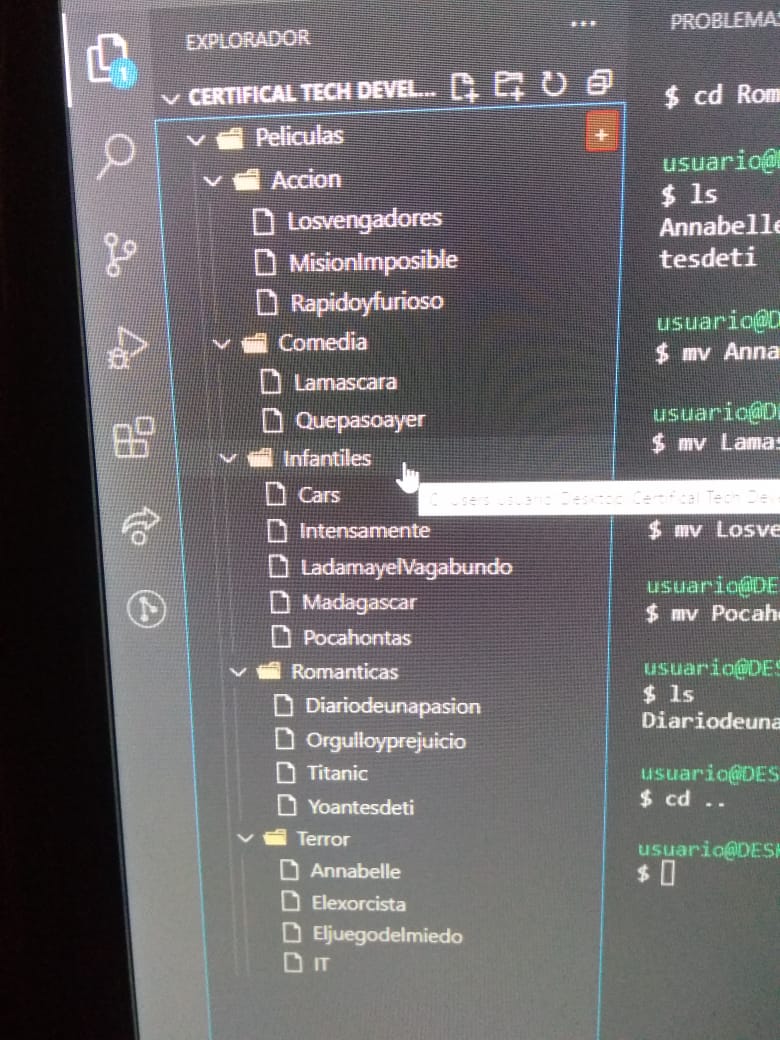 EXPLORADOR
1
CERTIFICAL TECH DEVEL...
Peliculas
Accion
Losvengadores
MisionImposible
Rapidoyfurioso
Comedia
Lamascara
Quepasoayer
Infantiles
Cars
Intensamente
LadamayelVagabundo
Madagascar
Pocahontas
Romanticas
Diariodeunapasion
Orgulloyprejuicio
Titanic
Yoantesdeti
Terror
Annabelle
Elexorcista
Eljuegodelmiedo
IT
C: Users usuario Desktop Certifical Tech Deve
PROBLEMAS
$ cd Rom
usuario@D
$ ls
Annabelle
tesdeti
usuario@D
$ mv Anna
usuario@D
$ mv Lamas
$ mv Losve
usuario@DE
$ mv Pocah
usuario@DES
$ ls
Diariodeuna
usuario@DES
$ cd ..
usuario@DESK
$